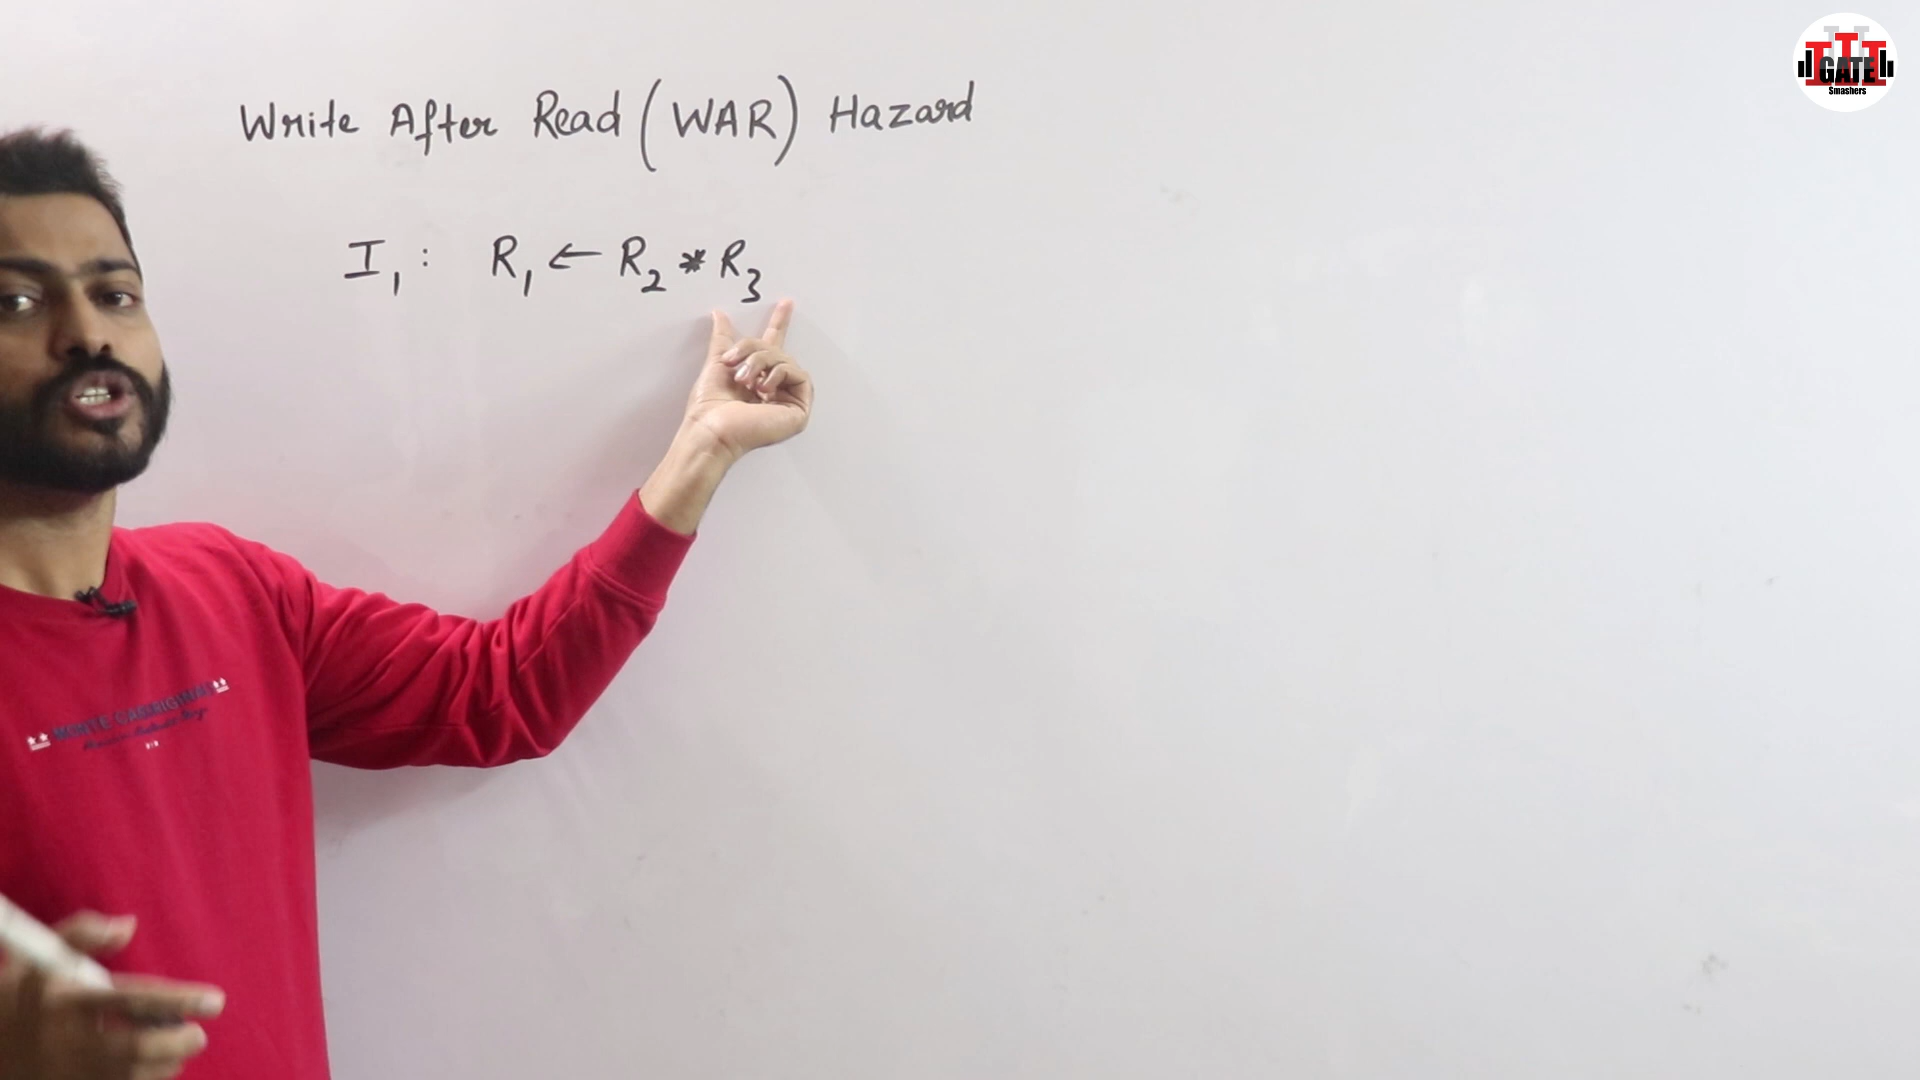 Write After Read (WAR) Hazard
I₁ : R₁ ← R₂ * R₃
GATE
Smashers